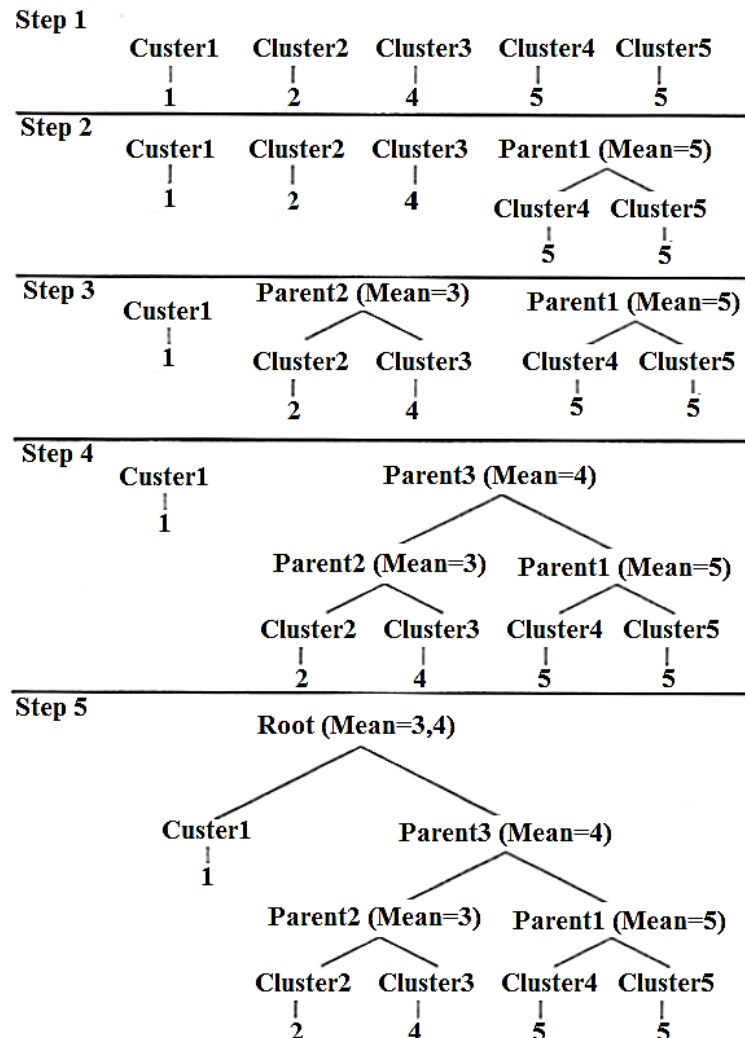 Step 1
Custer1 Cluster2 Cluster3 Cluster4 Cluster5
1 2 4 5 5
Step 2
Custer1 Cluster2 Custer3 Parent1 (Mean=5)
1 2 4
Cluster4 Cluster5
5 5
Step 3
Custer1 Parent2 (Mean=3) Parent1 (Mean=5)
1
Cluster2 Cluster3 Cluster4 Cluster5
2 4 5 5
Step 4
Custer1 Parent3 (Mean=4)
1
Parent2 (Mean=3) Parent1 (Mean=5)
Cluster2 Cluster3 Cluster4 Cluster5
2 4 5 5
Step 5
Root (Mean=3,4)
Custer1 Parent3 (Mean=4)
1
Parent2 (Mean=3) Parent1 (Mean=5)
Cluster2 Cluster3 Cluster4 Cluster5
2 4 5 5